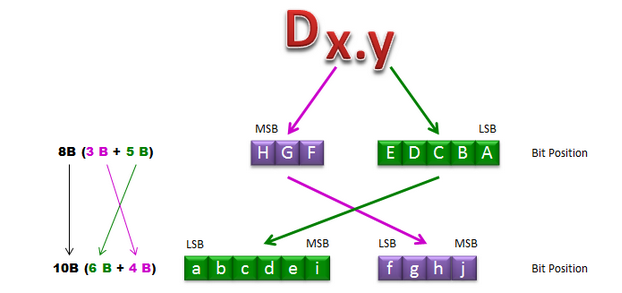 Dx.y
MSB LSB
8B (3 B + 5 B) H G F E D C B A Bit Position
LSB MSB LSB MSB
10B (6 B + 4 B) a b c d e i f g h j Bit Position